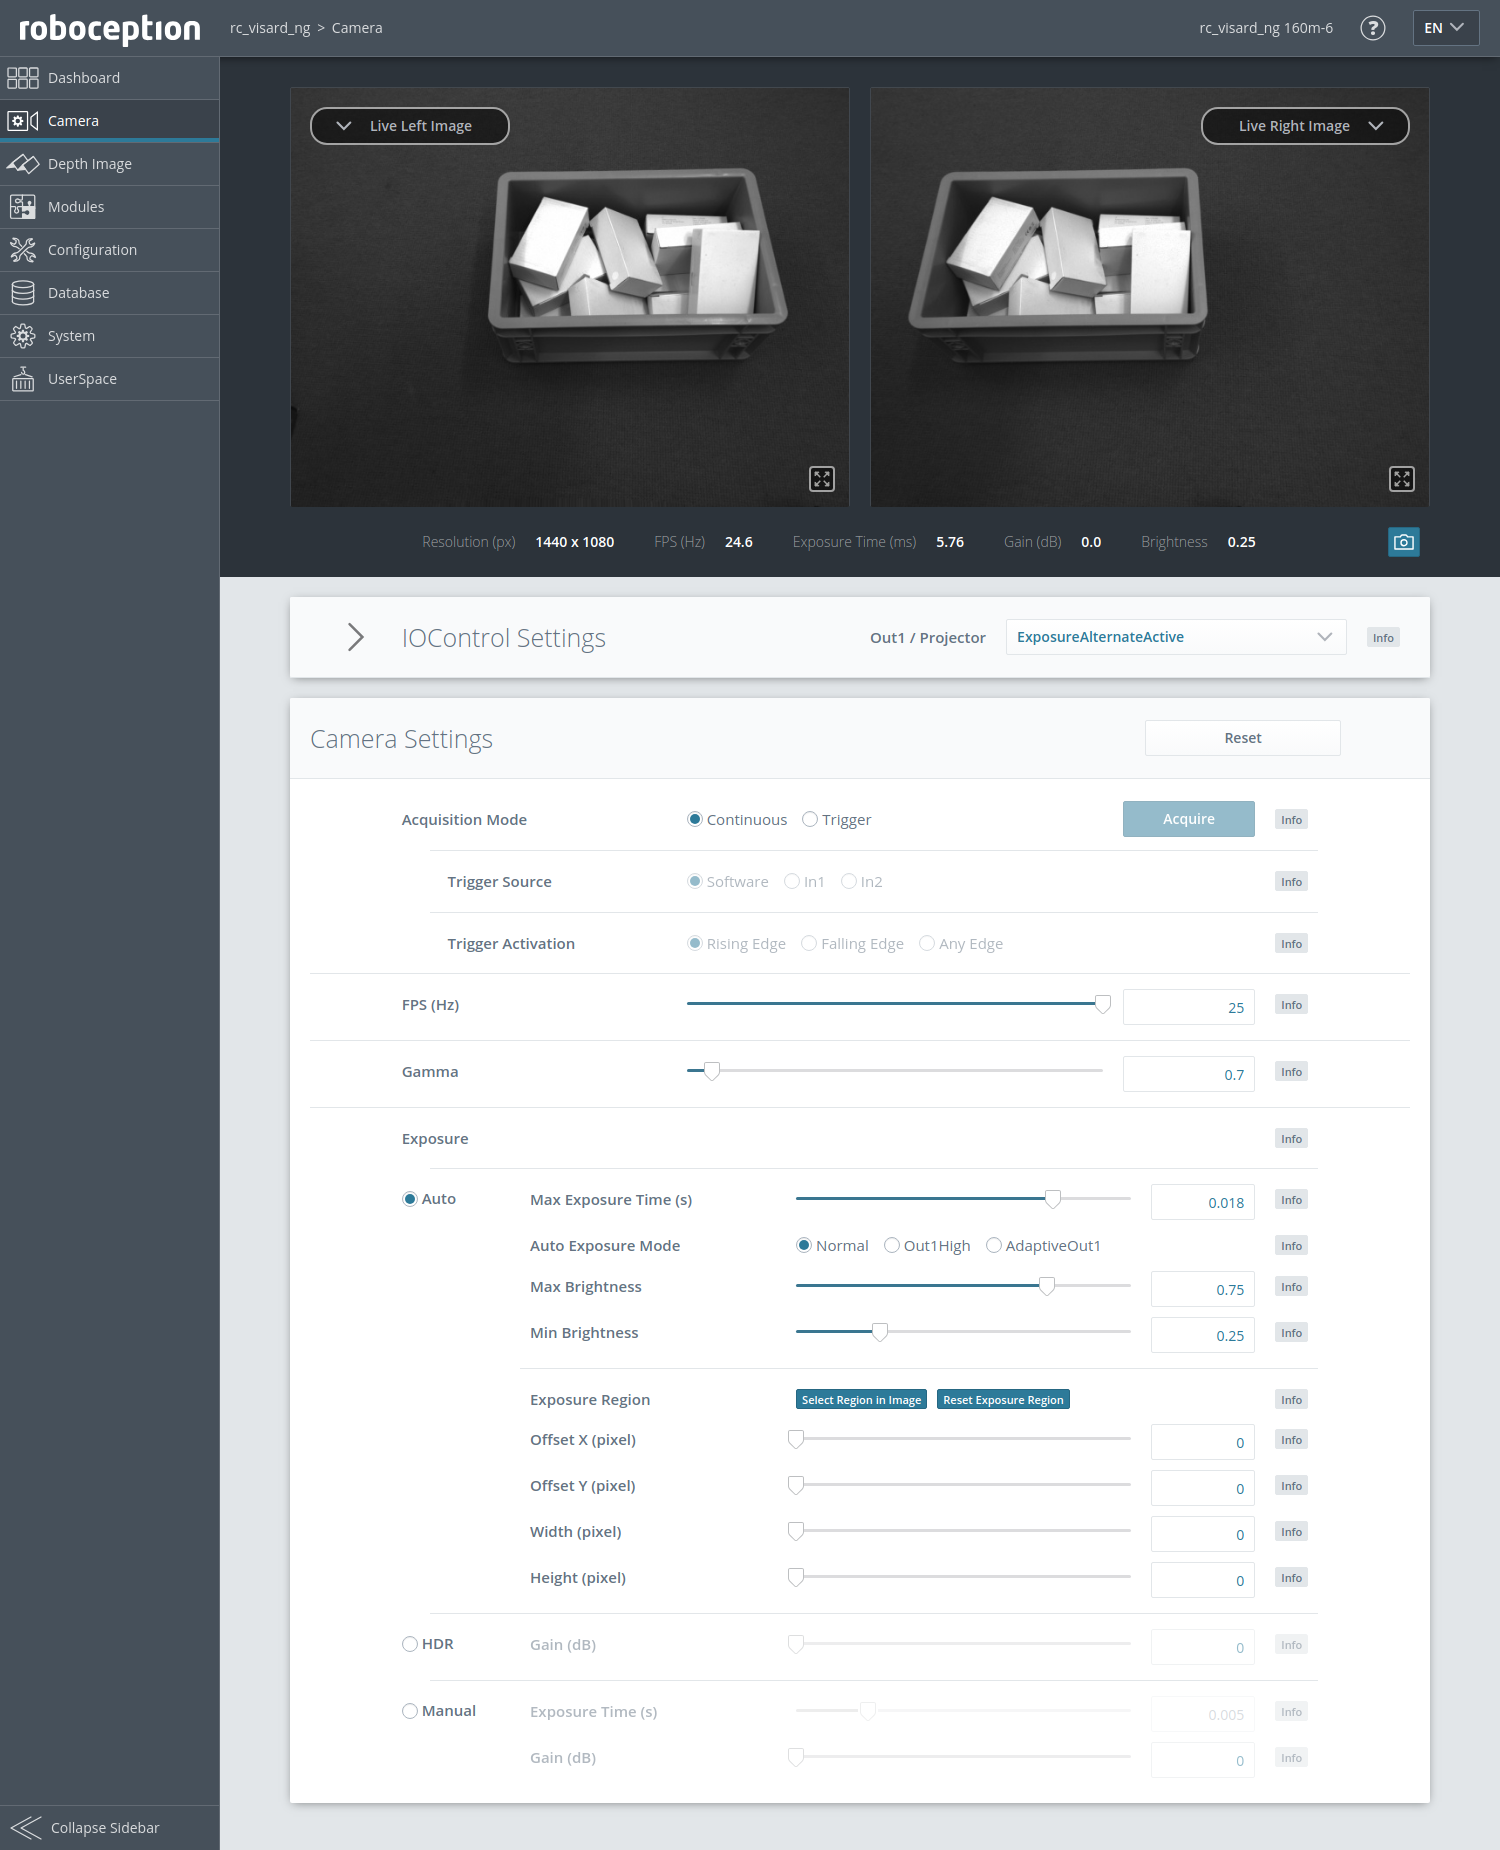 roboception
rc_visard_ng > Camera
rc_visard_ng 160m-6
?
EN
Dashboard
Camera
Depth Image
Modules
Configuration
Database
System
UserSpace
Collapse Sidebar
Live Left Image
Live Right Image
Resolution (px) 1440 x 1080 FPS (Hz) 24.6 Exposure Time (ms) 5.76 Gain (dB) 0.0 Brightness 0.25
IOControl Settings Out1 / Projector ExposureAlternateActive Info
Camera Settings Reset
Acquisition Mode Continuous Trigger Acquire Info
Trigger Source Software In1 In2 Info
Trigger Activation Rising Edge Falling Edge Any Edge Info
FPS (Hz) 25 Info
Gamma 0.7 Info
Exposure Info
Auto Max Exposure Time (s) 0.018 Info
Auto Exposure Mode Normal Out1High AdaptiveOut1 Info
Max Brightness 0.75 Info
Min Brightness 0.25 Info
Exposure Region Select Region in Image Reset Exposure Region Info
Offset X (pixel) 0 Info
Offset Y (pixel) 0 Info
Width (pixel) 0 Info
Height (pixel) 0 Info
HDR Gain (dB) 0 Info
Manual Exposure Time (s) 0.005 Info
Gain (dB) 0 Info